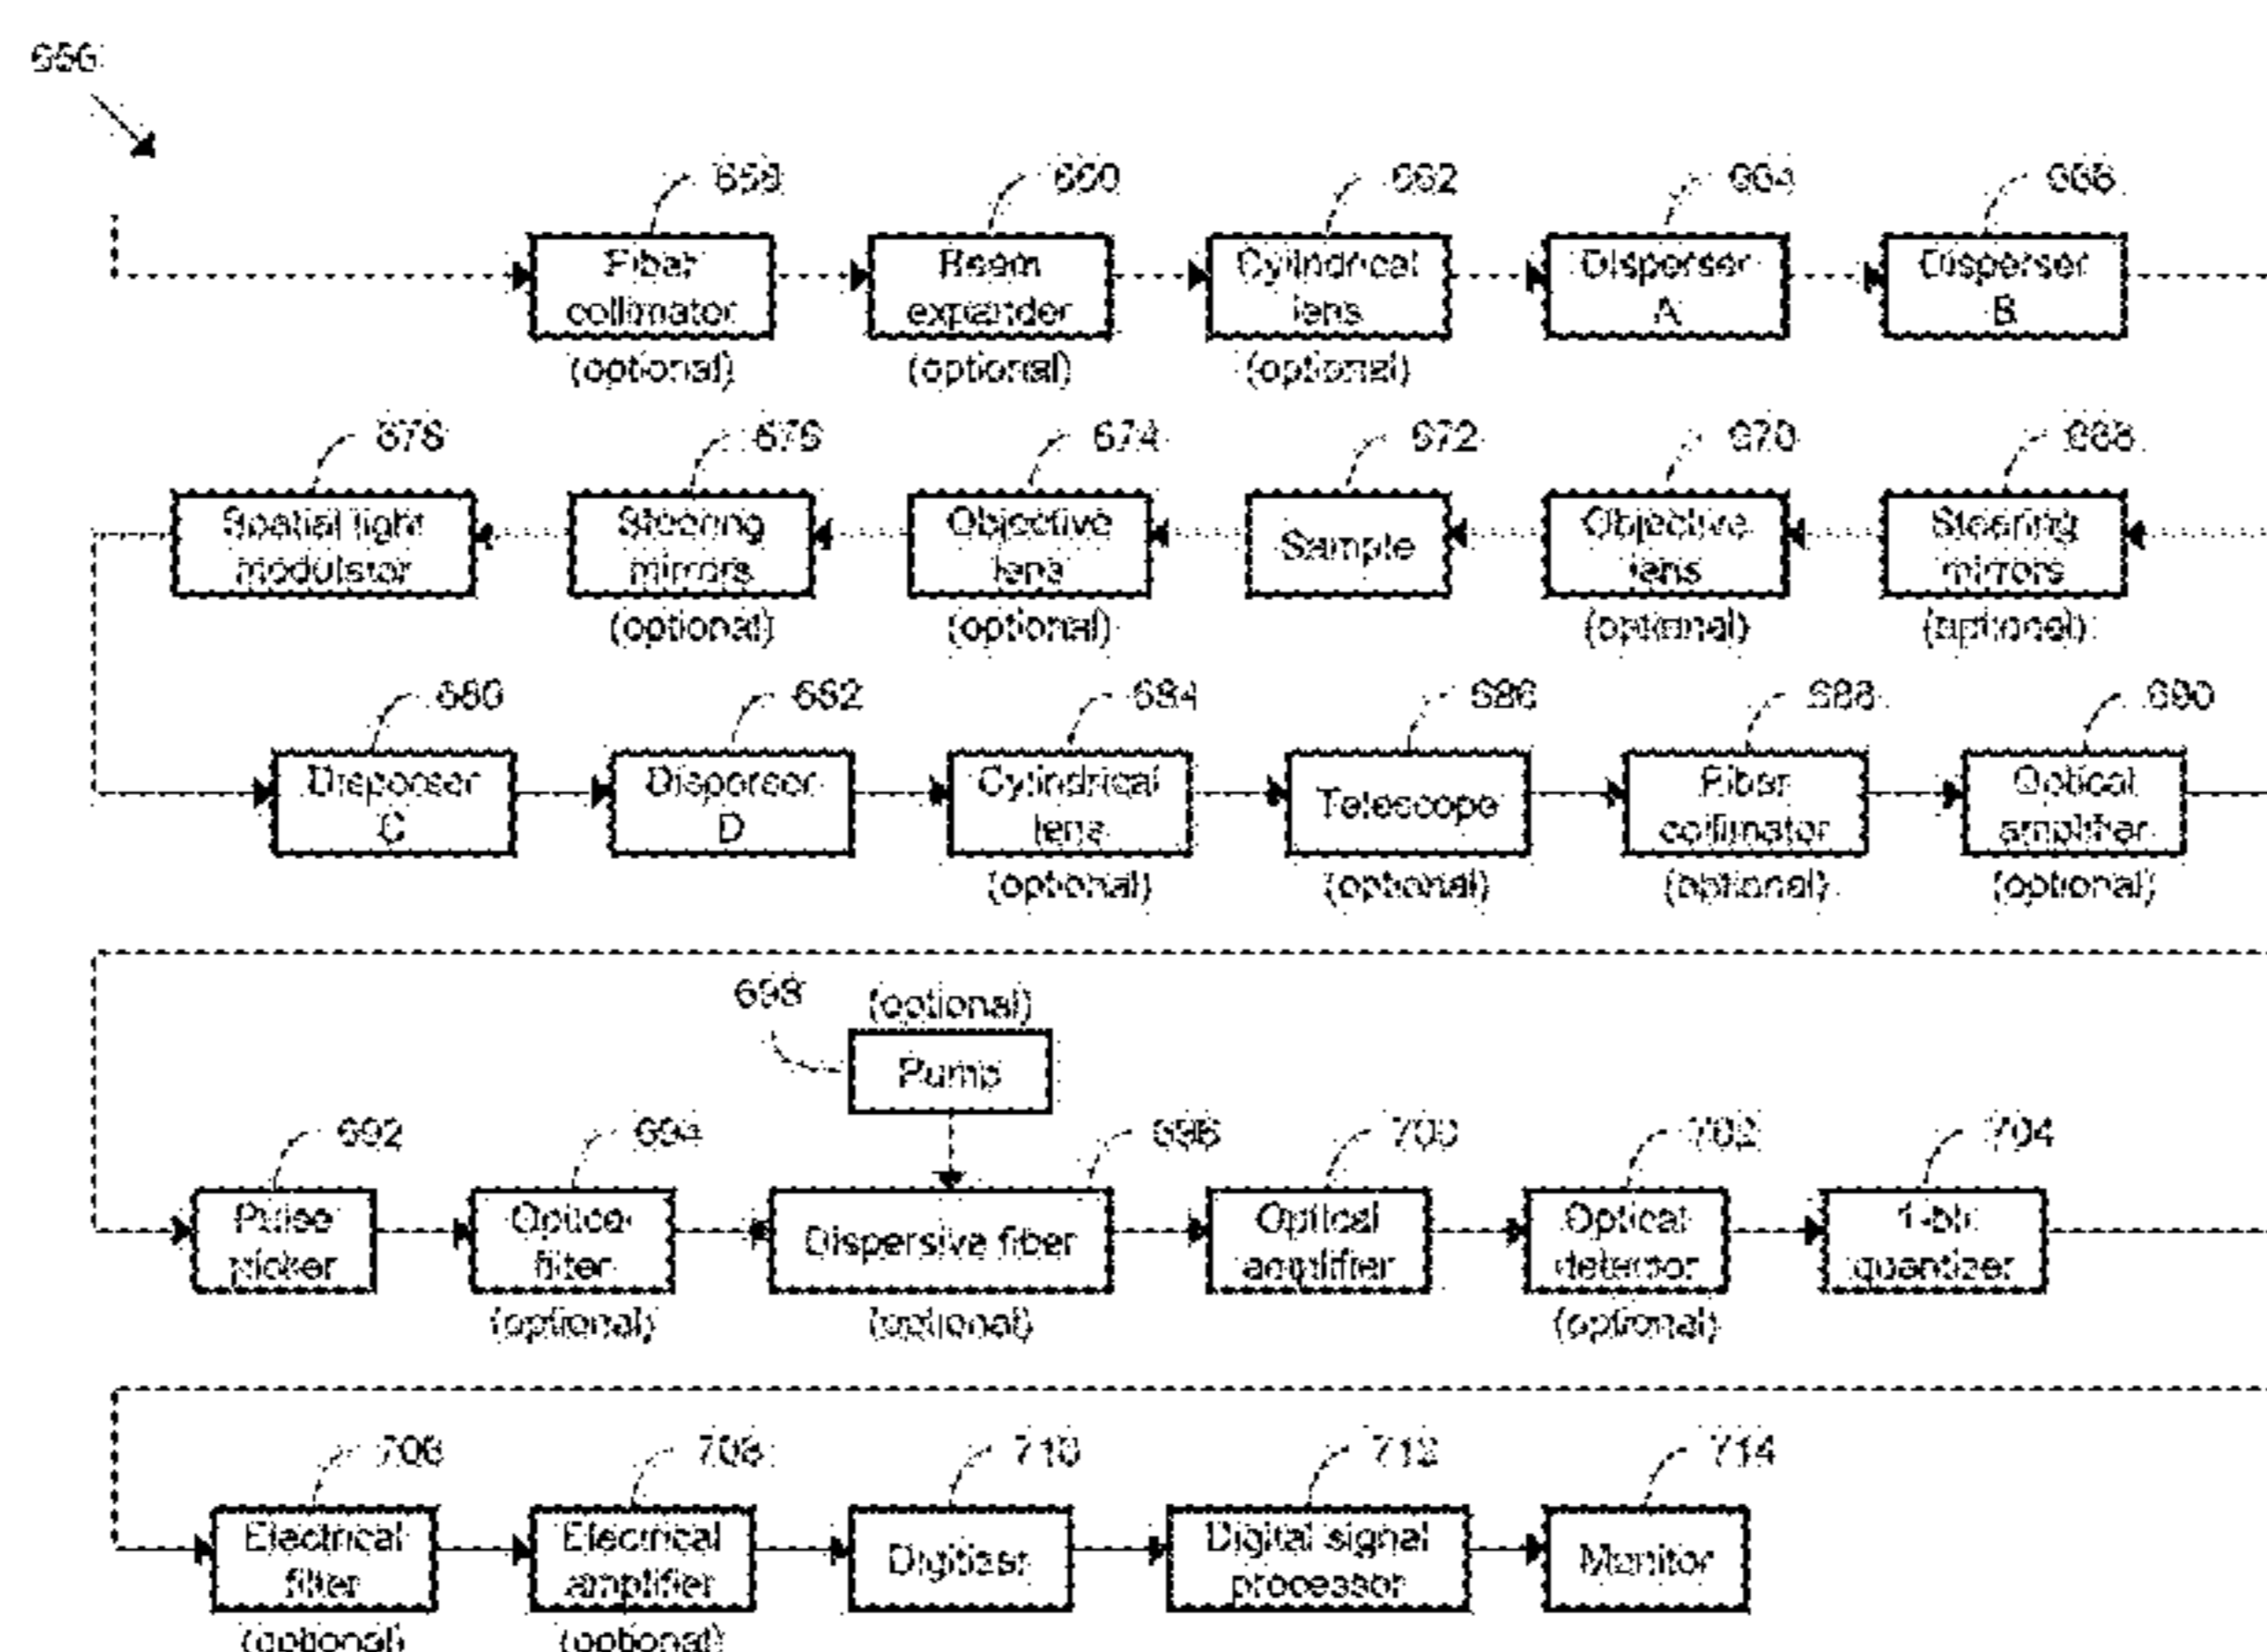 656
658
660
662
664
666
Fiber
collimator
(optional)
Beam
expander
(optional)
Cylindrical
lens
(optional)
Disperser
A
Disperser
B
678
676
674
672
670
668
Spatial light
modulator
Steering
mirrors
(optional)
Objective
lens
(optional)
Sample
Objective
lens
(optional)
Steering
mirrors
(optional)
680
682
684
686
688
690
Disperser
C
Disperser
D
Cylindrical
lens
(optional)
Telescope
(optional)
Fiber
collimator
(optional)
Optical
amplifier
(optional)
698
(optional)
Pump
692
694
696
700
702
704
Pulse
picker
Optical
filter
(optional)
Dispersive fiber
(optional)
Optical
amplifier
Optical
detector
(optional)
1-bit
quantizer
706
708
710
712
714
Electrical
filter
(optional)
Electrical
amplifier
(optional)
Digitizer
Digital signal
processor
Monitor